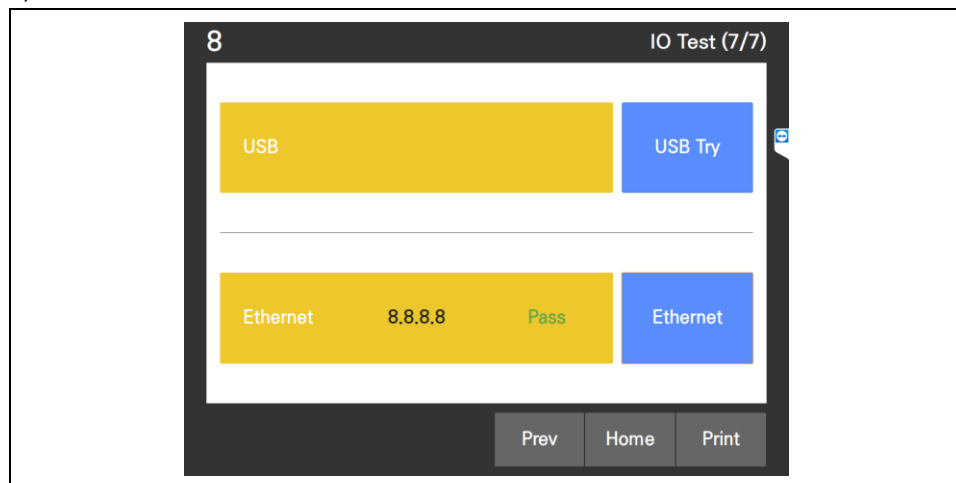 8 IO Test (7/7)
USB USB Try
Ethernet 8.8.8.8 Pass Ethernet
Prev Home Print